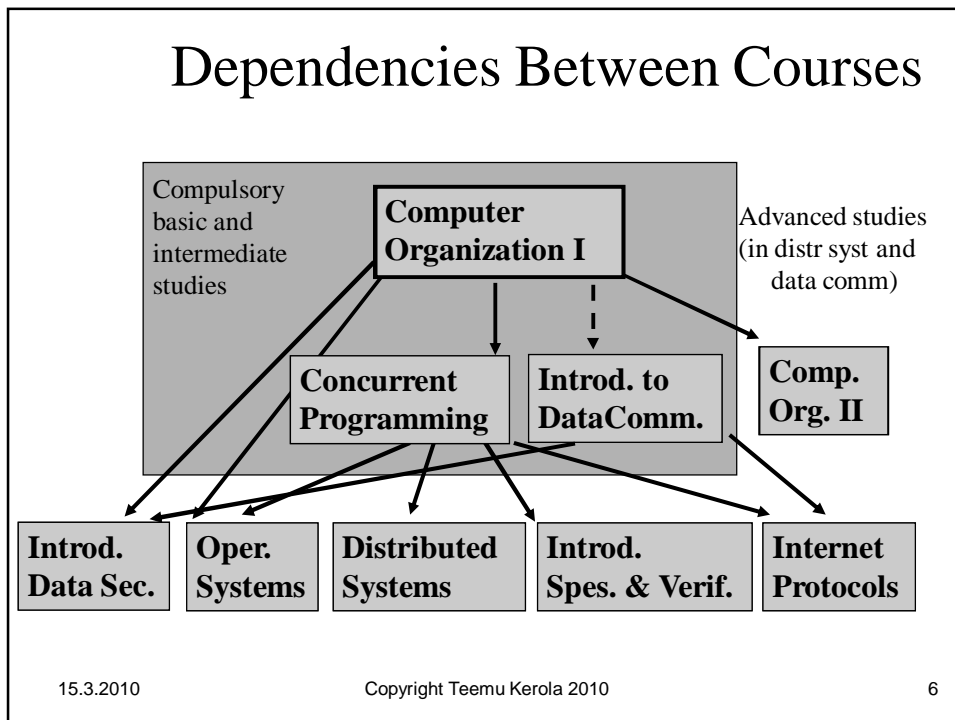 Dependencies Between Courses
Compulsory
basic and
intermediate
studies
Computer
Organization I
Advanced studies
(in distr syst and
data comm)
Concurrent
Programming
Introd. to
DataComm.
Comp.
Org. II
Introd.
Data Sec.
Oper.
Systems
Distributed
Systems
Introd.
Spes. & Verif.
Internet
Protocols
15.3.2010
Copyright Teemu Kerola 2010
6